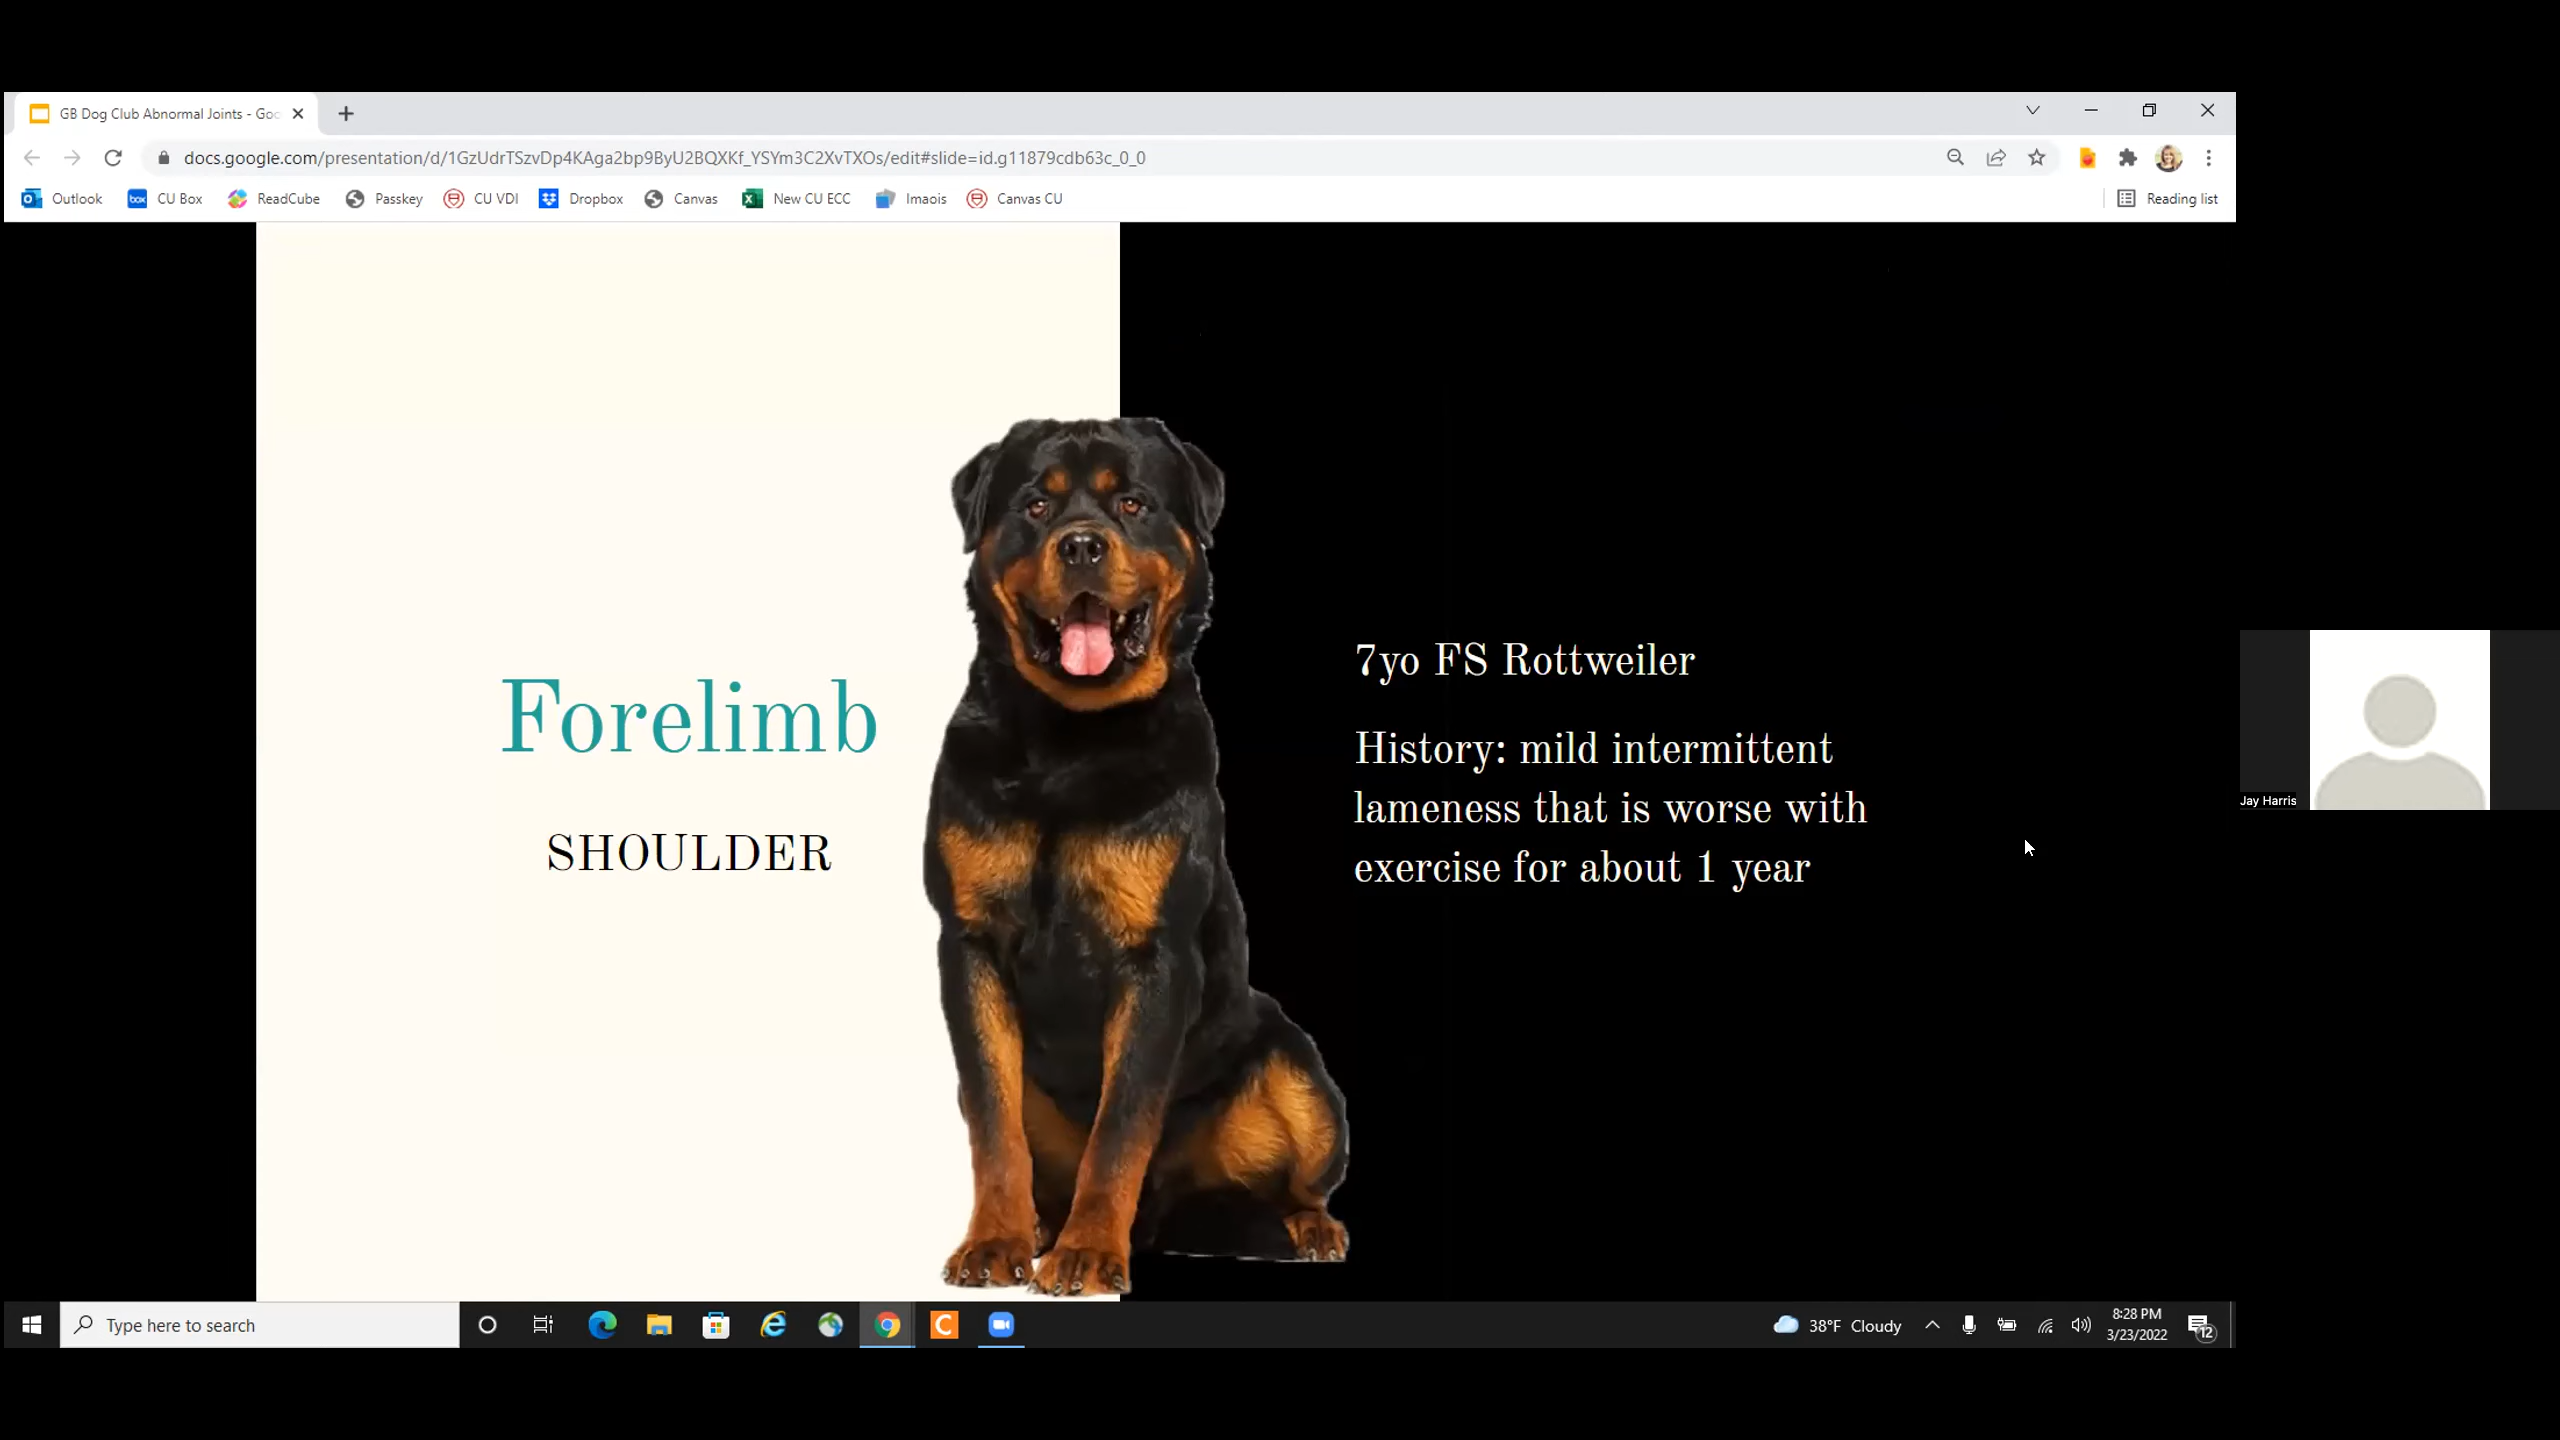 GB Dog Club Abnormal Joints - Goo
docs.google.com/presentation/d/1GzUdrTSzvDp4KAga2bp9ByU2BQXKf_YSYm3C2XvTXOs/edit#slide=id.g11879cdb63c_0_0
Outlook CU Box ReadCube Passkey CU VDI Dropbox Canvas New CU ECC Imaois Canvas CU Reading list
Forelimb
SHOULDER
7yo FS Rottweiler
History: mild intermittent
lameness that is worse with
exercise for about 1 year
Jay Harris
Type here to search
38°F Cloudy
8:28 PM
3/23/2022
12